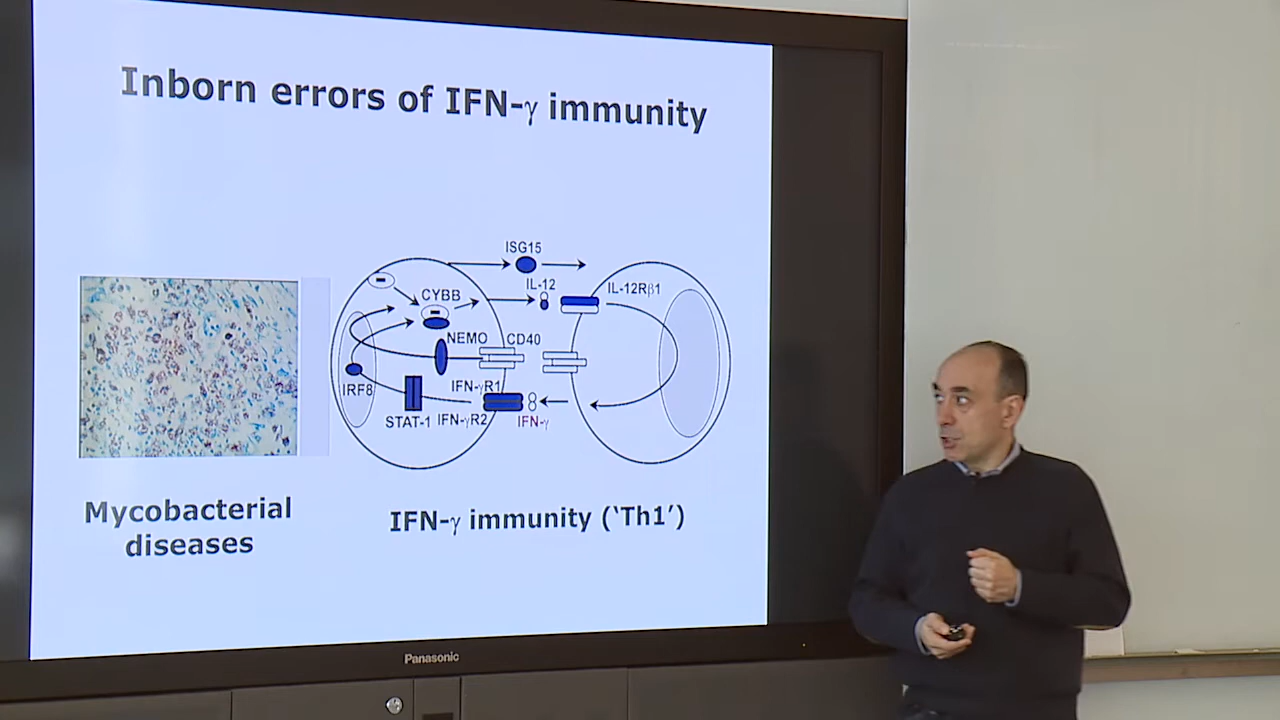 Inborn errors of IFN-γ immunity
ISG15
IL-12
IL-12Rβ1
CYBB
NEMO
CD40
IRF8
IFN-γR1
STAT-1
IFN-γR2
IFN-γ
Mycobacterial
diseases
IFN-γ immunity (‘Th1’)
Panasonic